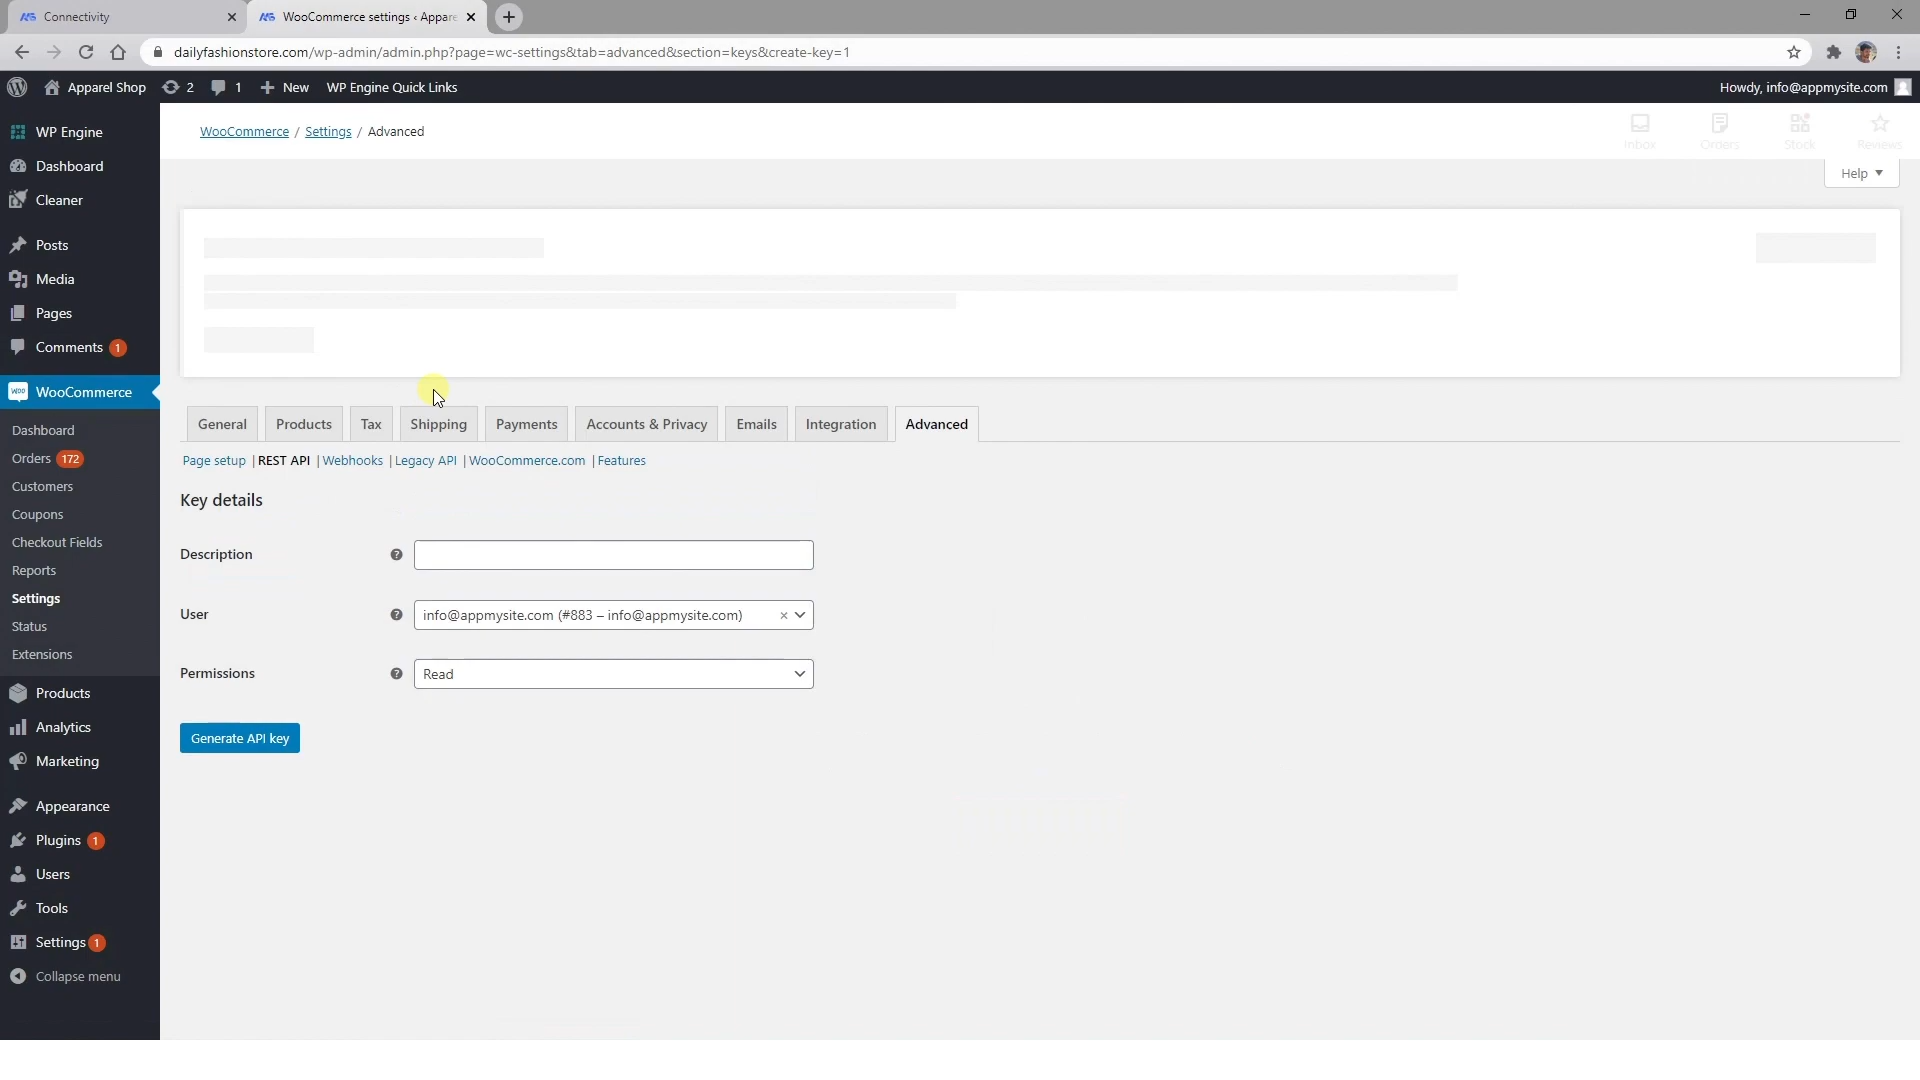 Connectivity
WooCommerce settings ‹ Appare
dailyfashionstore.com/wp-admin/admin.php?page=wc-settings&tab=advanced&section=keys&create-key=1
Apparel Shop 2 1 New WP Engine Quick Links Howdy, info@appmysite.com
WP Engine
Dashboard
Cleaner
Posts
Media
Pages
Comments 1
WooCommerce
Dashboard
Orders 172
Customers
Coupons
Checkout Fields
Reports
Settings
Status
Extensions
Products
Analytics
Marketing
Appearance
Plugins 1
Users
Tools
Settings 1
Collapse menu
WooCommerce / Settings / Advanced
Inbox Orders Stock Reviews
Help
General Products Tax Shipping Payments Accounts & Privacy Emails Integration Advanced
Page setup | REST API | Webhooks | Legacy API | WooCommerce.com | Features
Key details
Description
User info@appmysite.com (#883 – info@appmysite.com) ×
Permissions Read
Generate API key